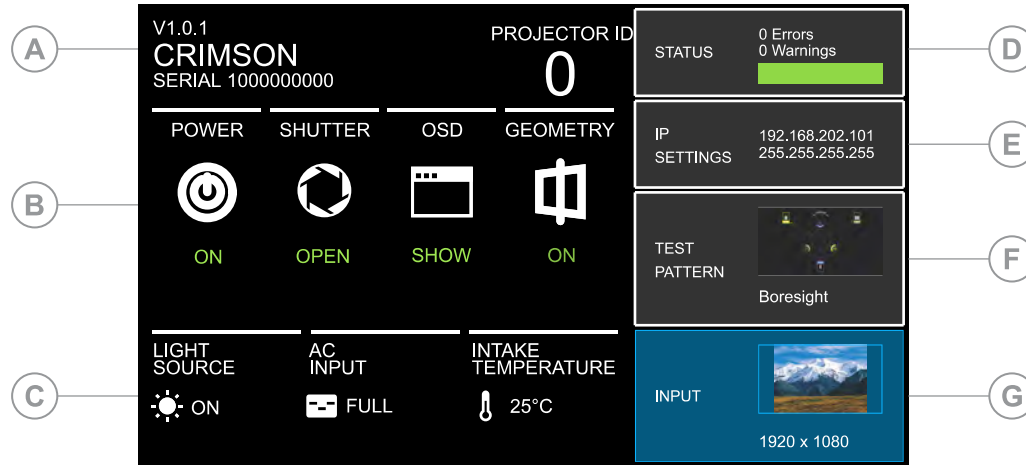 A
V1.0.1
CRIMSON
SERIAL 1000000000
PROJECTOR ID
0
B
POWER
ON
SHUTTER
OPEN
OSD
SHOW
GEOMETRY
ON
C
LIGHT
SOURCE
ON
AC
INPUT
FULL
INTAKE
TEMPERATURE
25°C
D
STATUS
0 Errors
0 Warnings
E
IP
SETTINGS
192.168.202.101
255.255.255.255
F
TEST
PATTERN
Boresight
G
INPUT
1920 x 1080